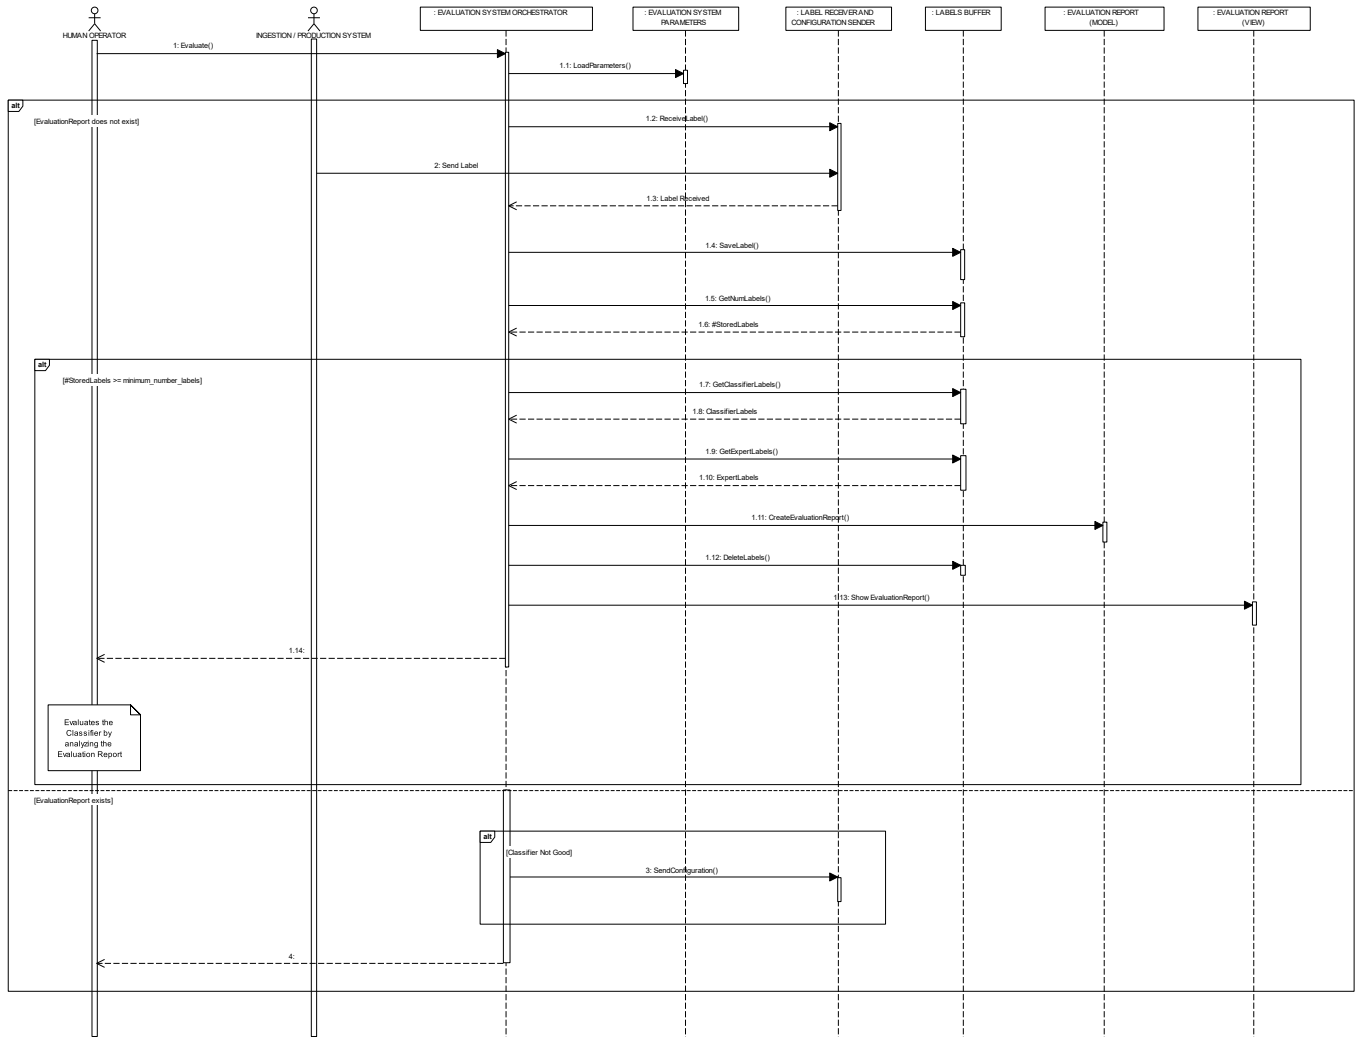 : EVALUATION SYSTEM ORCHESTRATOR
: EVALUATION SYSTEM
PARAMETERS
: LABEL RECEIVER AND
CONFIGURATION SENDER
: LABELS BUFFER
: EVALUATION REPORT
(MODEL)
: EVALUATION REPORT
(VIEW)
HUMAN OPERATOR
INGESTION / PRODUCTION SYSTEM
1: Evaluate()
1.1: LoadParameters()
alt
[EvaluationReport does not exist]
1.2: ReceiveLabel()
2: Send Label
1.3: Label Received
1.4: SaveLabel()
1.5: GetNumLabels()
1.6: #StoredLabels
alt
[#StoredLabels >= minimum_number_labels]
1.7: GetClassifierLabels()
1.8: ClassifierLabels
1.9: GetExpertLabels()
1.10: ExpertLabels
1.11: CreateEvaluationReport()
1.12: DeleteLabels()
1.13: Show EvaluationReport()
1.14:
Evaluates the
Classifier by
analyzing the
Evaluation Report
[EvaluationReport exists]
alt
[Classifier Not Good]
3: SendConfiguration()
4: